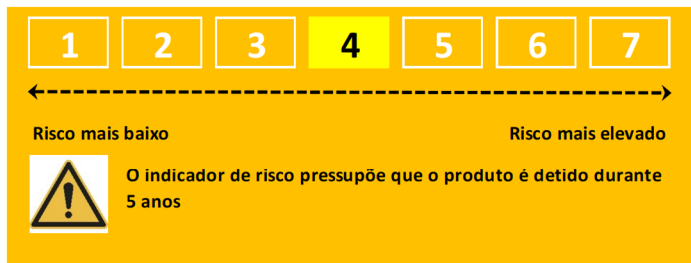 1 2 3 4 5 6 7
Risco mais baixo Risco mais elevado
O indicador de risco pressupõe que o produto é detido durante
5 anos